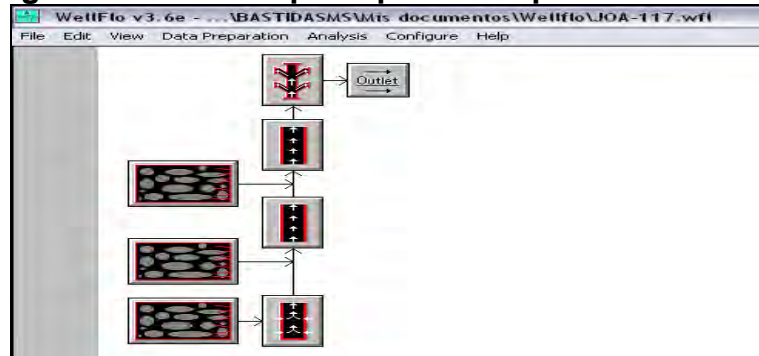 WellFlo v3.6e - ...\BASTIDASMS\Mis documentos\Wellflo\JOA-117.wfl
File Edit View Data Preparation Analysis Configure Help
Outlet